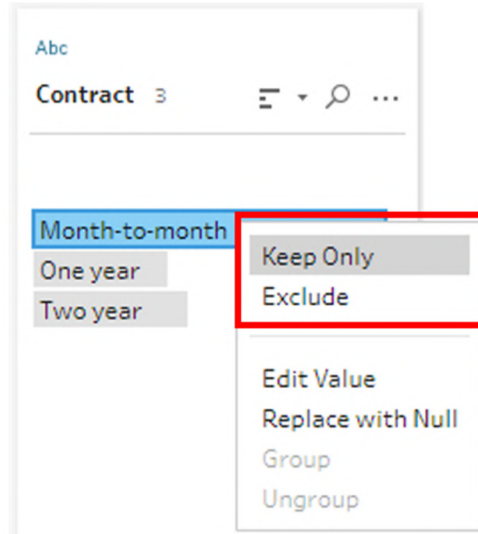 Abc
Contract 3
Month-to-month
One year
Two year
Keep Only
Exclude
Edit Value
Replace with Null
Group
Ungroup